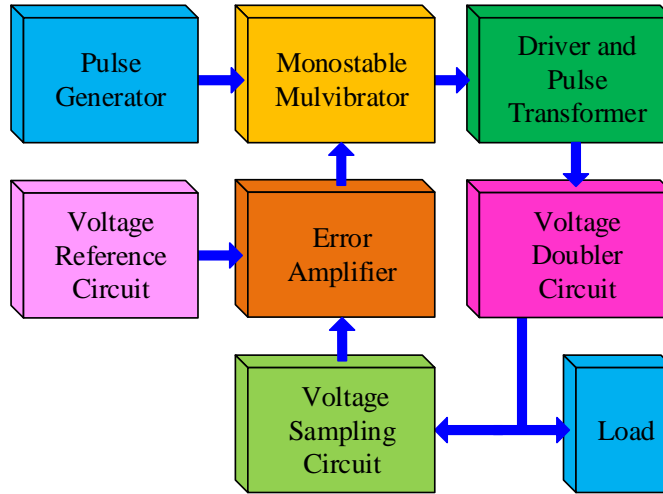 Pulse
Generator
Monostable
Mulvibrator
Driver and
Pulse
Transformer
Voltage
Reference
Circuit
Error
Amplifier
Voltage
Doubler
Circuit
Voltage
Sampling
Circuit
Load